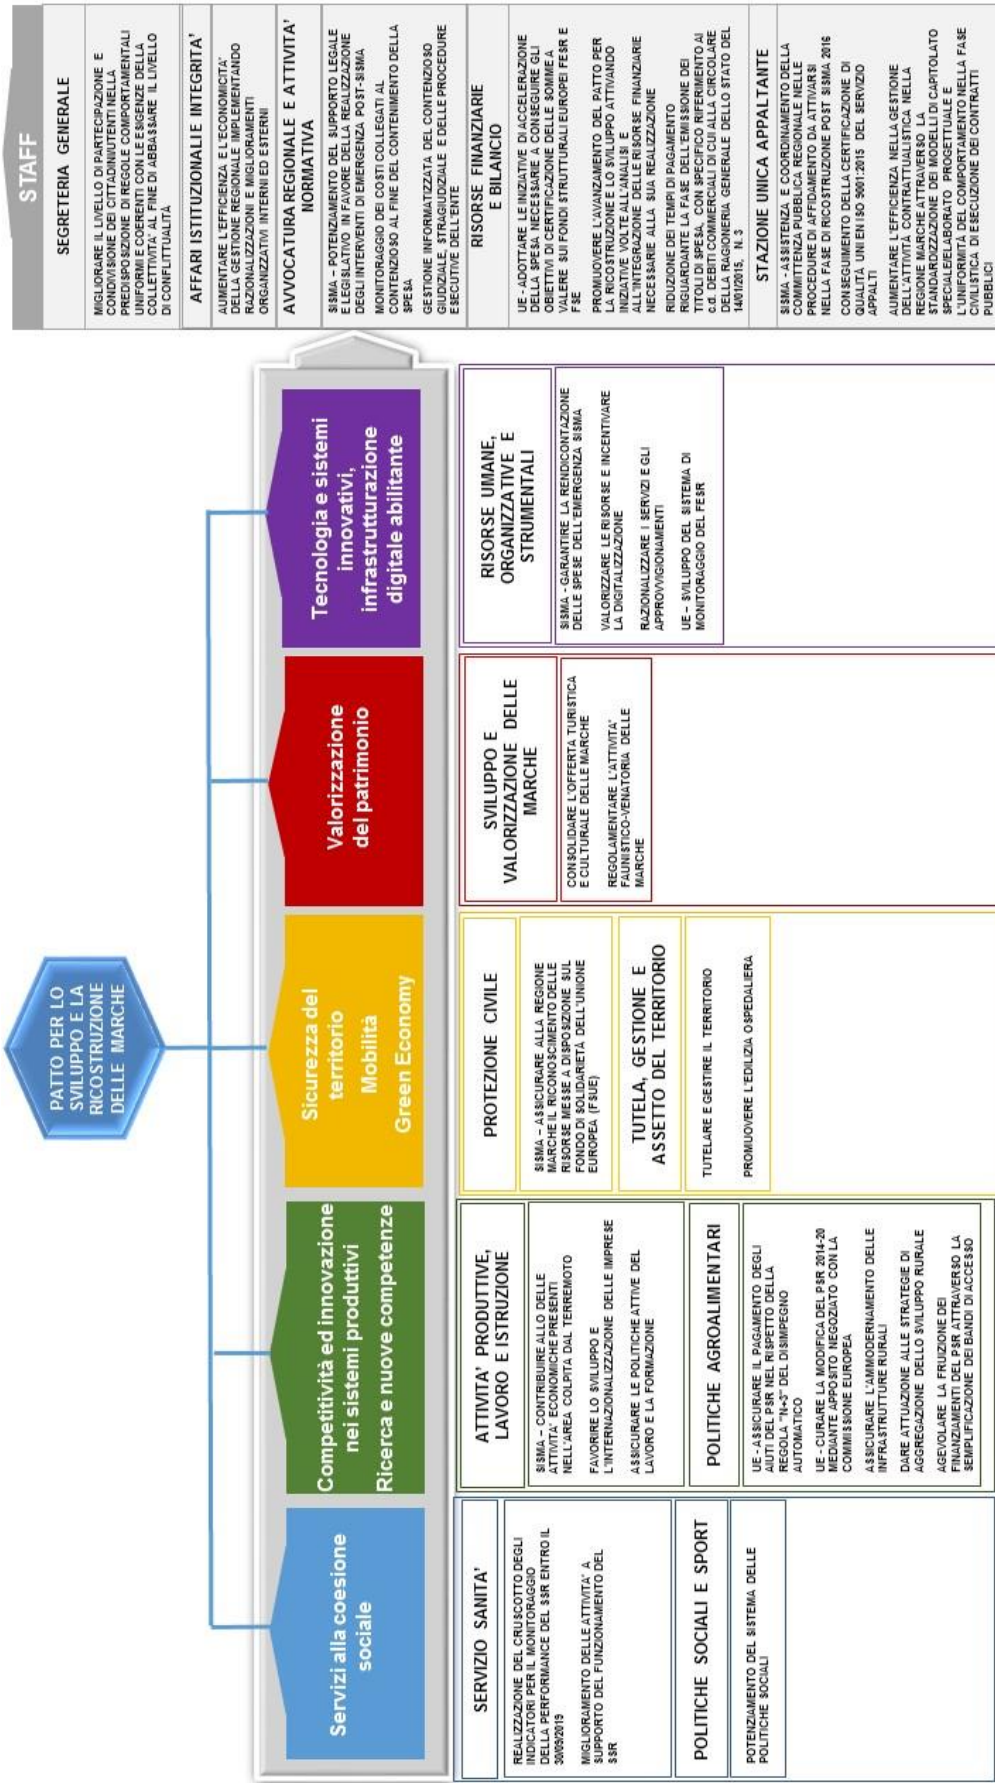 PATTO PER LO
SVILUPPO E LA
RICOSTRUZIONE
DELLE MARCHE
Servizi alla coesione
sociale
Competitività ed innovazione
nei sistemi produttivi
Ricerca e nuove competenze
Sicurezza del
territorio
Mobilità
Green Economy
Valorizzazione
del patrimonio
Tecnologia e sistemi
innovativi,
infrastrutturazione
digitale abilitante
SERVIZIO SANITA'
REALIZZAZIONE DEL CRUSCOTTO DEGLI
INDICATORI PER IL MONITORAGGIO
DELLA PERFORMANCE DEL SSR ENTRO IL
30/09/2019
MIGLIORAMENTO DELLE ATTIVITA' A
SUPPORTO DEL FUNZIONAMENTO DEL
SSR
POLITICHE SOCIALI E SPORT
POTENZIAMENTO DEL SISTEMA DELLE
POLITICHE SOCIALI
ATTIVITA' PRODUTTIVE,
LAVORO E ISTRUZIONE
SISMA – CONTRIBUIRE ALLO DELLE
ATTIVITA' ECONOMICHE PRESENTI
NELL'AREA COLPITA DAL TERREMOTO
FAVORIRE LO SVILUPPO E
L'INTERNAZIONALIZZAZIONE DELLE IMPRESE
ASSICURARE LE POLITICHE ATTIVE DEL
LAVORO E LA FORMAZIONE
POLITICHE AGROALIMENTARI
UE - ASSICURARE IL PAGAMENTO DEGLI
AIUTI DEL PSR NEL RISPETTO DELLA
REGOLA "N+3" DEL DISIMPEGNO
AUTOMATICO
UE - CURARE LA MODIFICA DEL PSR 2014-20
MEDIANTE APPOSITO NEGOZIATO CON LA
COMMISSIONE EUROPEA
ASSICURARE L'AMMODERNAMENTO DELLE
INFRASTRUTTURE RURALI
DARE ATTUAZIONE ALLE STRATEGIE DI
AGGREGAZIONE DELLO SVILUPPO RURALE
AGEVOLARE LA FRUIZIONE DEI
FINANZIAMENTI DEL PSR ATTRAVERSO LA
SEMPLIFICAZIONE DEI BANDI DI ACCESSO
PROTEZIONE CIVILE
SISMA – ASSICURARE ALLA REGIONE
MARCHE IL RICONOSCIMENTO DELLE
RISORSE MESSE A DISPOSIZIONE SUL
FONDO DI SOLIDARIETÀ DELL'UNIONE
EUROPEA (FSUE)
TUTELA, GESTIONE E
ASSETTO DEL TERRITORIO
TUTELARE E GESTIRE IL TERRITORIO
PROMUOVERE L'EDILIZIA OSPEDALIERA
SVILUPPO E
VALORIZZAZIONE DELLE
MARCHE
CONSOLIDARE L'OFFERTA TURISTICA
E CULTURALE DELLE MARCHE
REGOLAMENTARE L'ATTIVITA'
FAUNISTICO-VENATORIA DELLE
MARCHE
RISORSE UMANE,
ORGANIZZATIVE E
STRUMENTALI
SISMA - GARANTIRE LA RENDICONTAZIONE
DELLE SPESE DELL'EMERGENZA SISMA
VALORIZZARE LE RISORSE E INCENTIVARE
LA DIGITALIZZAZIONE
RAZIONALIZZARE I SERVIZI E GLI
APPROVVIGIONAMENTI
UE – SVILUPPO DEL SISTEMA DI
MONITORAGGIO DEL FESR
STAFF
SEGRETERIA GENERALE
MIGLIORARE IL LIVELLO DI PARTECIPAZIONE E
CONDIVISIONE DEI CITTADINI/UTENTI NELLA
PREDISPOSIZIONE DI REGOLE COMPORTAMENTALI
UNIFORMI E COERENTI CON LE ESIGENZE DELLA
COLLETTIVITA' AL FINE DI ABBASSARE IL LIVELLO
DI CONFLITTUALITÀ
AFFARI ISTITUZIONALI E INTEGRITA'
AUMENTARE L'EFFICIENZA E L'ECONOMICITA'
DELLA GESTIONE REGIONALE IMPLEMENTANDO
RAZIONALIZZAZIONI E MIGLIORAMENTI
ORGANIZZATIVI INTERNI ED ESTERNI
AVVOCATURA REGIONALE E ATTIVITA'
NORMATIVA
SISMA – POTENZIAMENTO DEL SUPPORTO LEGALE
E LEGISLATIVO IN FAVORE DELLA REALIZZAZIONE
DEGLI INTERVENTI DI EMERGENZA POST-SISMA
MONITORAGGIO DEI COSTI COLLEGATI AL
CONTENZIOSO AL FINE DEL CONTENIMENTO DELLA
SPESA
GESTIONE INFORMATIZZATA DEL CONTENZIOSO
GIUDIZIALE, STRAGIUDIZIALE E DELLE PROCEDURE
ESECUTIVE DELL'ENTE
RISORSE FINANZIARIE
E BILANCIO
UE - ADOTTARE LE INIZIATIVE DI ACCELERAZIONE
DELLA SPESA NECESSARIE A CONSEGUIRE GLI
OBIETTIVI DI CERTIFICAZIONE DELLE SOMME A
VALERE SUI FONDI STRUTTURALI EUROPEI FESR E
FSE
PROMUOVERE L'AVANZAMENTO DEL PATTO PER
LA RICOSTRUZIONE E LO SVILUPPO ATTIVANDO
INIZIATIVE VOLTE ALL'ANALISI E
ALL'INTEGRAZIONE DELLE RISORSE FINANZIARIE
NECESSARIE ALLA SUA REALIZZAZIONE
RIDUZIONE DEI TEMPI DI PAGAMENTO
RIGUARDANTE LA FASE DELL'EMISSIONE DEI
TITOLI DI SPESA, CON SPECIFICO RIFERIMENTO AI
c.d. DEBITI COMMERCIALI DI CUI ALLA CIRCOLARE
DELLA RAGIONERIA GENERALE DELLO STATO DEL
14/01/2015, N.3
STAZIONE UNICA APPALTANTE
SISMA - ASSISTENZA E COORDINAMENTO DELLA
COMMITTENZA PUBBLICA REGIONALE NELLE
PROCEDURE DI AFFIDAMENTO DA ATTIVARSI
NELLA FASE DI RICOSTRUZIONE POST SISMA 2016
CONSEGUIMENTO DELLA CERTIFICAZIONE DI
QUALITÀ UNI EN ISO 9001:2015 DEL SERVIZIO
APPALTI
AUMENTARE L'EFFICIENZA NELLA GESTIONE
DELL'ATTIVITÀ CONTRATTUALISTICA NELLA
REGIONE MARCHE ATTRAVERSO LA
STANDARDIZZAZIONE DEI MODELLI DI CAPITOLATO
SPECIALE/ELABORATO PROGETTUALE E
L'UNIFORMITÀ DEL COMPORTAMENTO NELLA FASE
CIVILISTICA DI ESECUZIONE DEI CONTRATTI
PUBBLICI